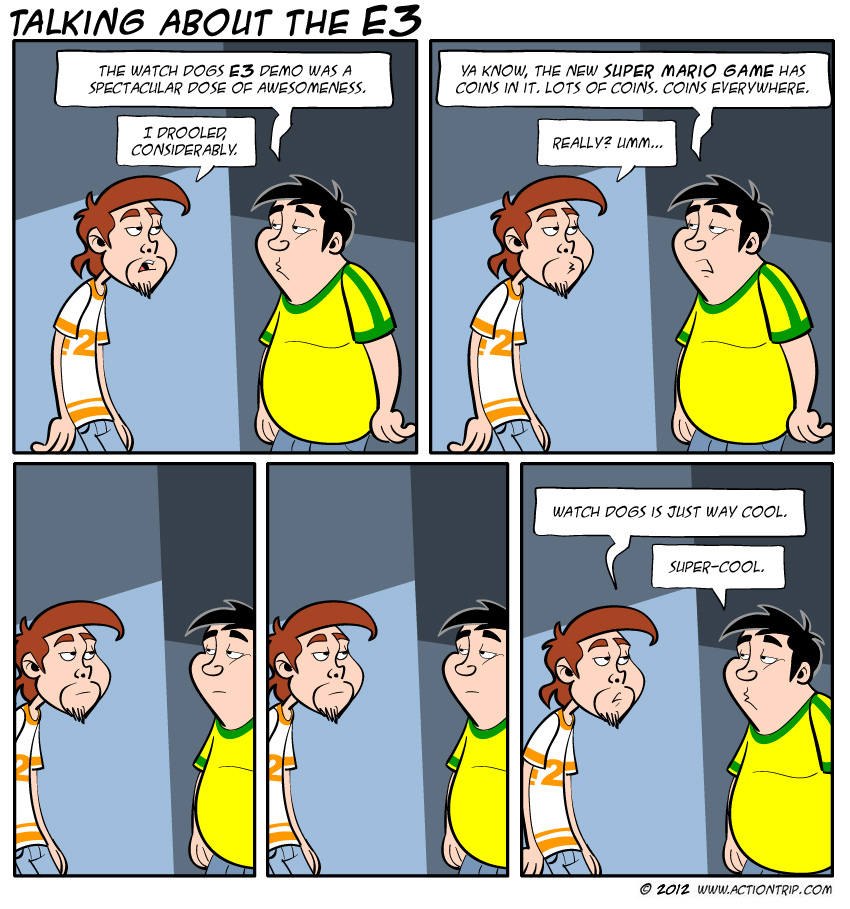 TALKING ABOUT THE E3
THE WATCH DOGS E3 DEMO WAS A
SPECTACULAR DOSE OF AWESOMENESS.
I DROOLED,
CONSIDERABLY.
YA KNOW, THE NEW SUPER MARIO GAME HAS
COINS IN IT. LOTS OF COINS. COINS EVERYWHERE.
REALLY? UMM...
WATCH DOGS IS JUST WAY COOL.
SUPER-COOL.
© 2012 WWW.ACTIONTRIP.COM